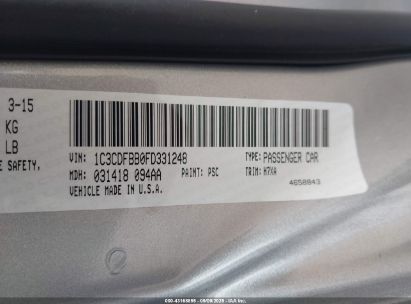 3-15
KG
LB
E SAFETY,
VIN: 1C3CDFBB0FD331248 TYPE: PASSENGER CAR
MDH: 031418 094AA PAINT: PSC TRIM: H7XA
VEHICLE MADE IN U.S.A.
4658843